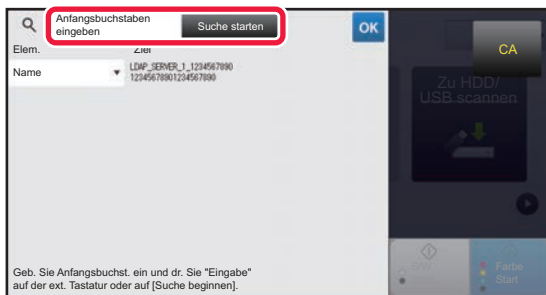 Anfangsbuchstaben
eingeben
Suche starten
OK
CA
Elem.
Ziel
Name
LDAP_SERVER_1_1234567890
12345678901234567890
Zu HDD/
USB scannen
Geb. Sie Anfangsbuchst. ein und dr. Sie "Eingabe"
auf der ext. Tastatur oder auf [Suche beginnen].
Farbe
Start